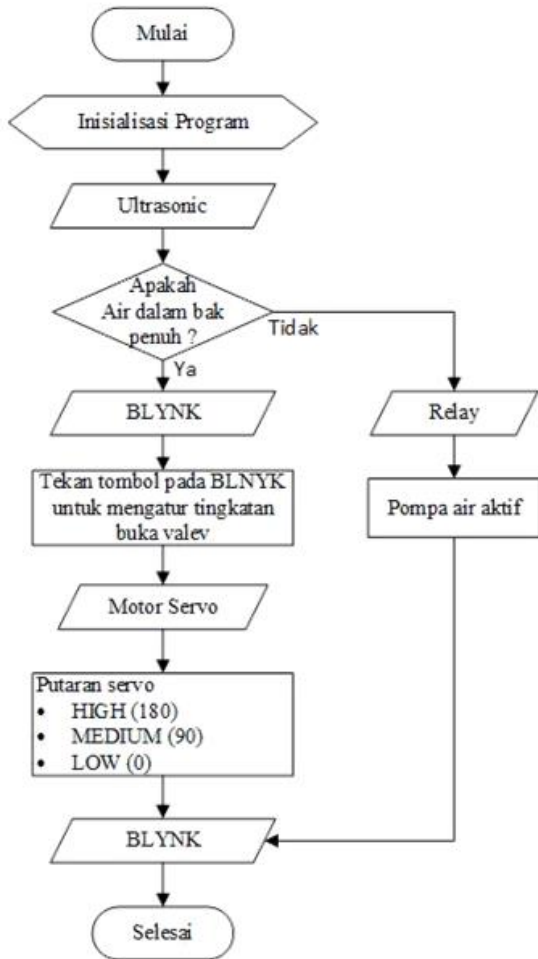 Mulai
Inisialisasi Program
Ultrasonic
Apakah
Air dalam bak
penuh ?
Tidak
Ya
BLYNK
Relay
Tekan tombol pada BLNYK
untuk mengatur tingkatan
buka valev
Pompa air aktif
Motor Servo
Putaran servo
• HIGH (180)
• MEDIUM (90)
• LOW (0)
BLYNK
Selesai